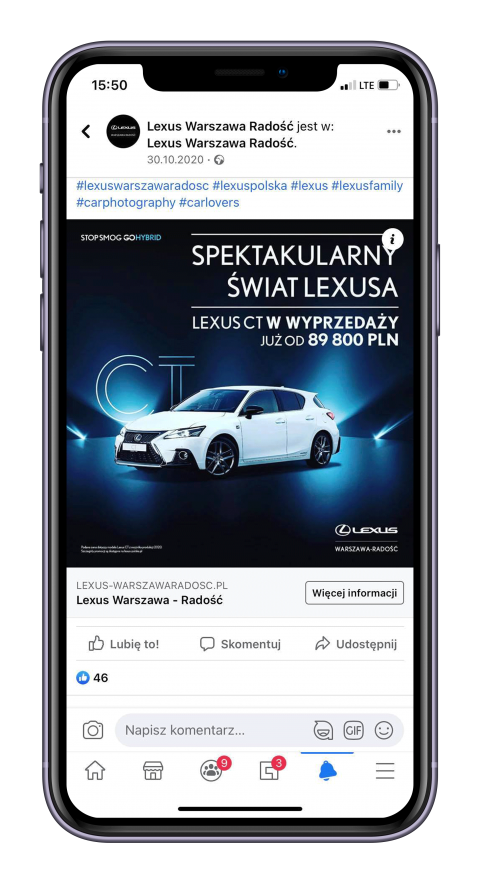 15:50
LTE
LEXUS
Lexus Warszawa Radość jest w:
Lexus Warszawa Radość.
30.10.2020 ·
#lexuswarszawaradosc #lexuspolska #lexus #lexusfamily
#carphotography #carlovers
STOP SMOG GO HYBRID
i
SPEKTAKULARNY
ŚWIAT LEXUSA
LEXUS CT W WYPRZEDAŻY
JUŻ OD 89 800 PLN
CT
LEXUS
WARSZAWA-RADOŚĆ
LEXUS-WARSZAWARADOSC.PL
Lexus Warszawa - Radość
Więcej informacji
Lubię to!
Skomentuj
Udostępnij
46
Napisz komentarz...
GIF
9
3